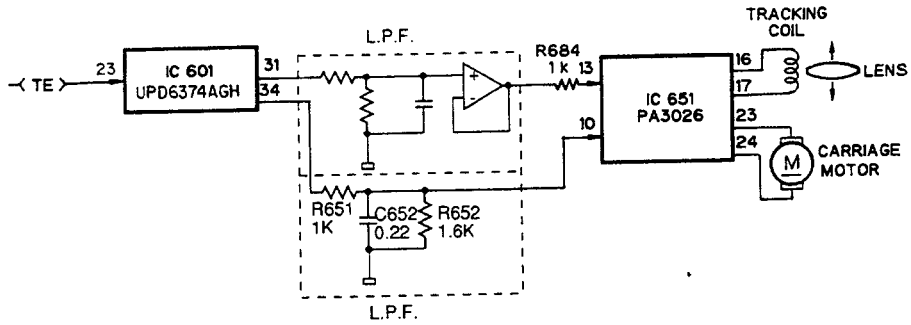 L.P.F.
TRACKING
COIL
TE
23
IC 601
UPD6374AGH
31
34
R684
1K
13
10
IC 651
PA3026
16
17
23
24
LENS
M
CARRIAGE
MOTOR
R651
1K
C652
0.22
R652
1.6K
L.P.F.